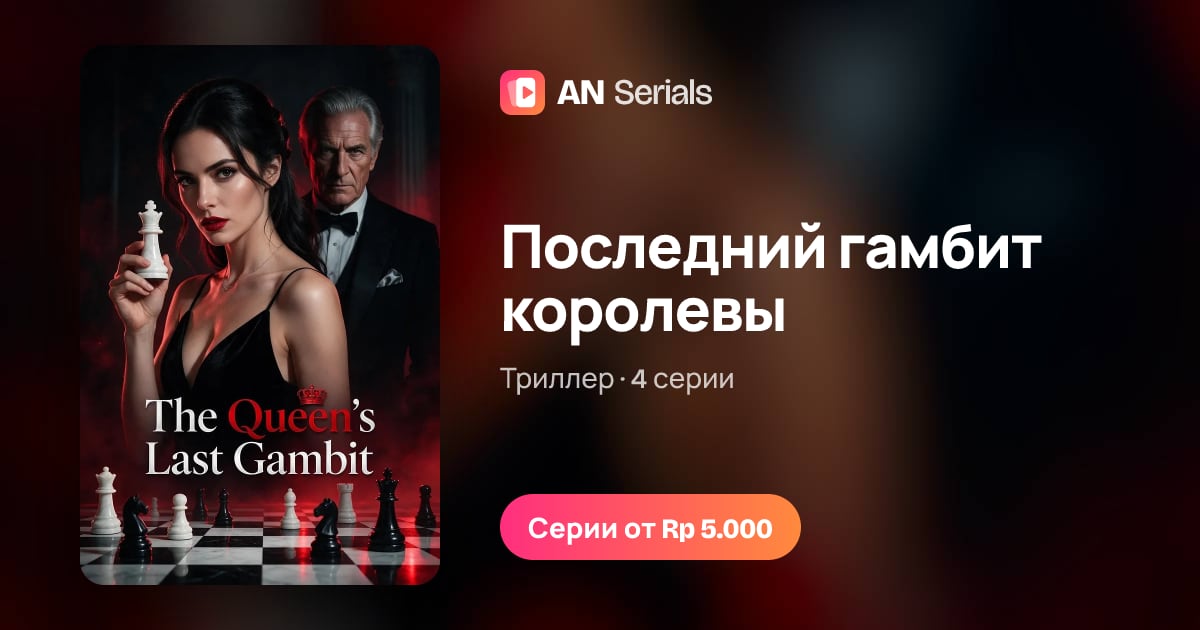 The Queen's
Last Gambit
AN Serials
Последний гамбит
королевы
Триллер · 4 серии
Серии от Rp 5.000